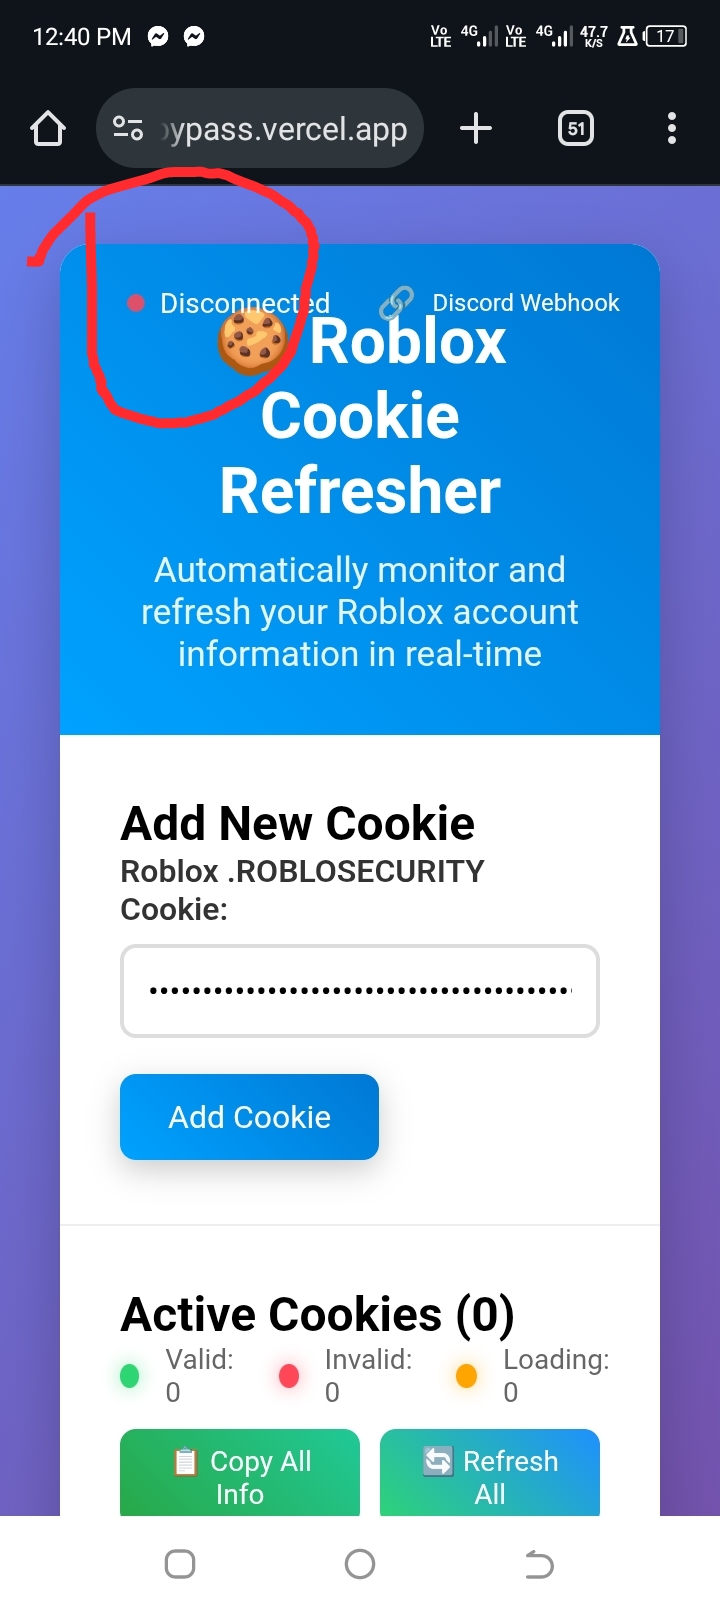 12:40 PM
Vo LTE 4G Vo LTE 4G 47.7 K/S 17
ypass.vercel.app
51
Disconnected
Discord Webhook
Roblox
Cookie
Refresher
Automatically monitor and
refresh your Roblox account
information in real-time
Add New Cookie
Roblox .ROBLOSECURITY
Cookie:
Add Cookie
Active Cookies (0)
Valid: 0
Invalid: 0
Loading: 0
Copy All
Info
Refresh
All